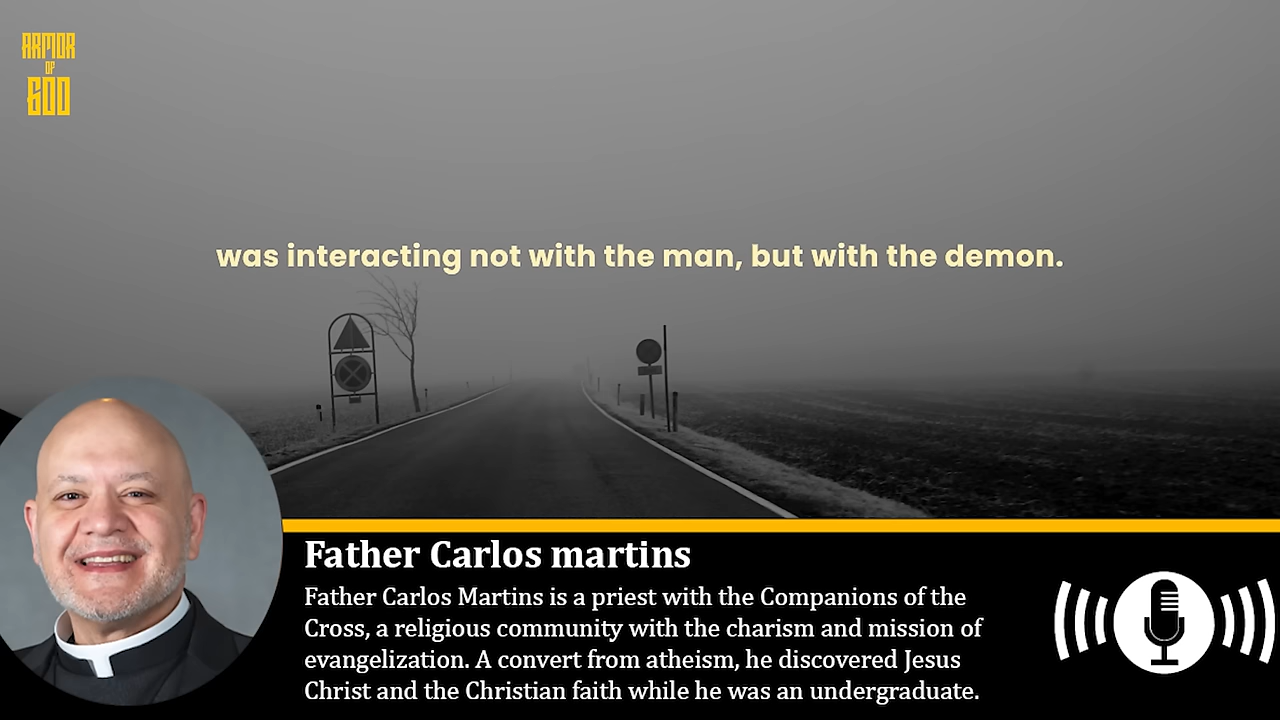 ARMOR
OF
GOD
was interacting not with the man, but with the demon.
Father Carlos martins
Father Carlos Martins is a priest with the Companions of the
Cross, a religious community with the charism and mission of
evangelization. A convert from atheism, he discovered Jesus
Christ and the Christian faith while he was an undergraduate.